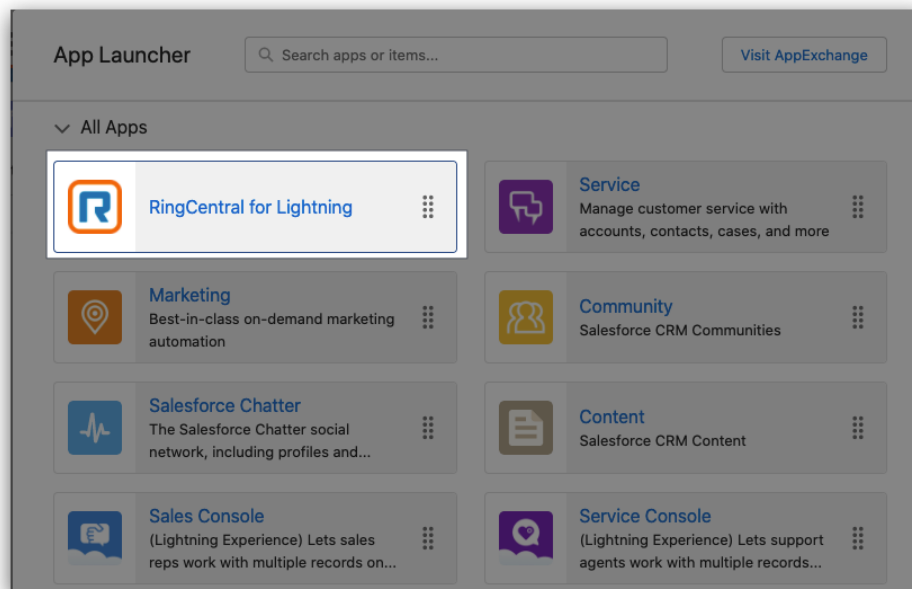 App Launcher
Search apps or items...
Visit AppExchange
All Apps
RingCentral for Lightning
Service
Manage customer service with
accounts, contacts, cases, and more
Marketing
Best-in-class on-demand marketing
automation
Community
Salesforce CRM Communities
Salesforce Chatter
The Salesforce Chatter social
network, including profiles and...
Content
Salesforce CRM Content
Sales Console
(Lightning Experience) Lets sales
reps work with multiple records on...
Service Console
(Lightning Experience) Lets support
agents work with multiple records...